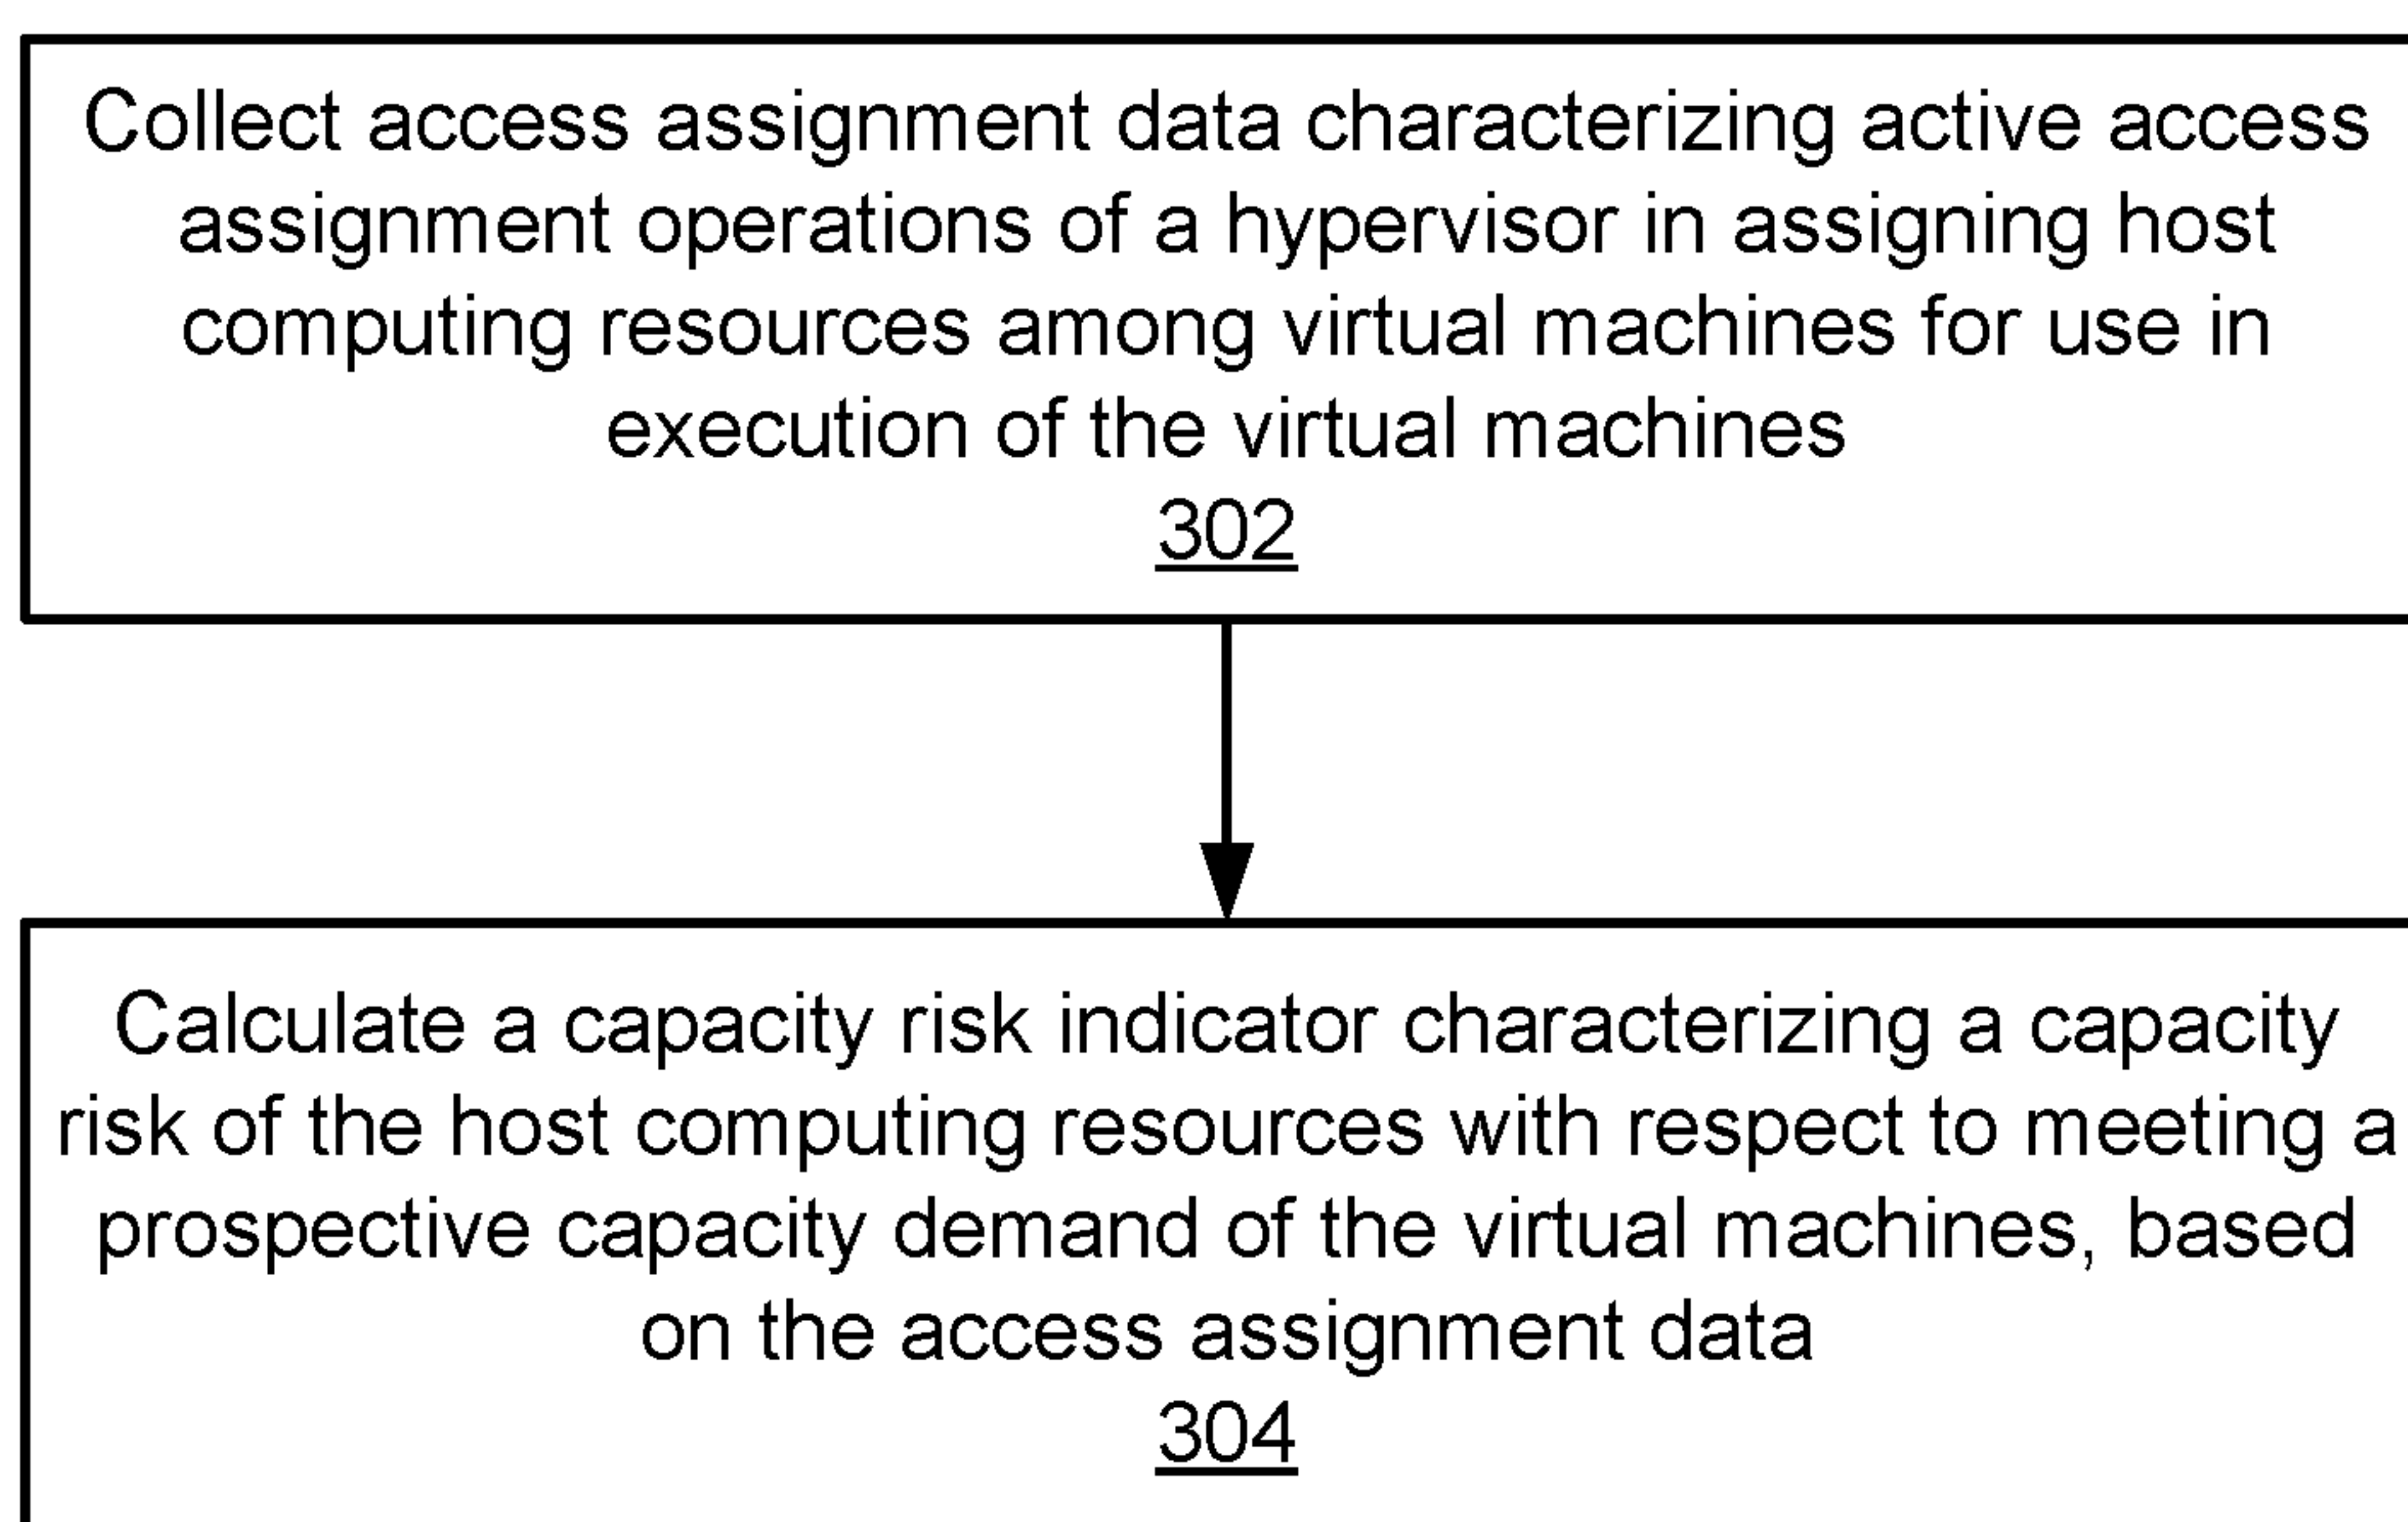 Collect access assignment data characterizing active access
assignment operations of a hypervisor in assigning host
computing resources among virtual machines for use in
execution of the virtual machines
302
Calculate a capacity risk indicator characterizing a capacity
risk of the host computing resources with respect to meeting a
prospective capacity demand of the virtual machines, based
on the access assignment data
304